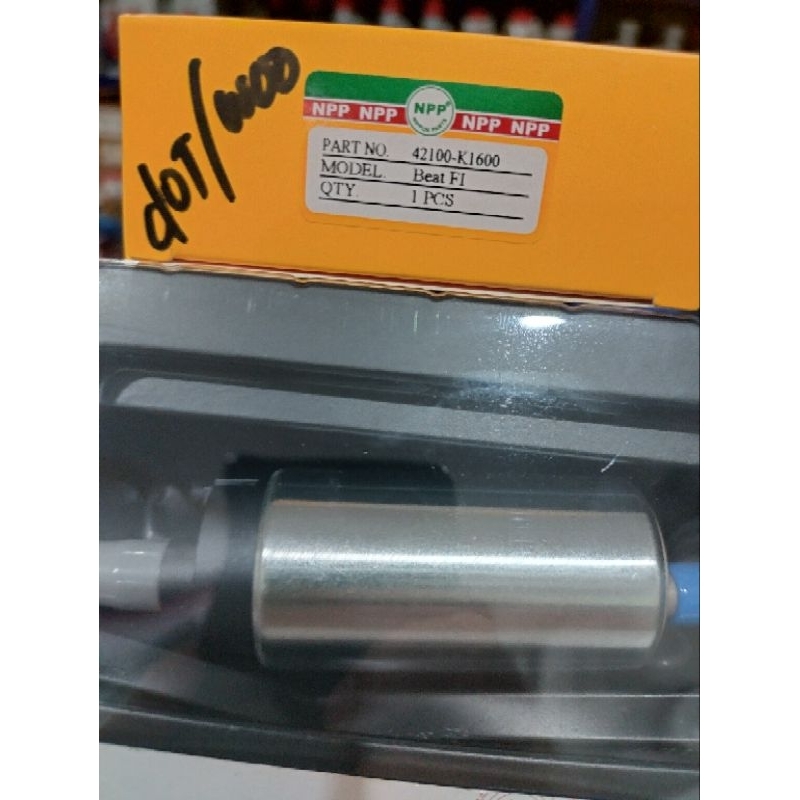 NPP NPP NPP NPP NPP
PART NO. 42100-K1600
MODEL. Beat FI
QTY. 1 PCS